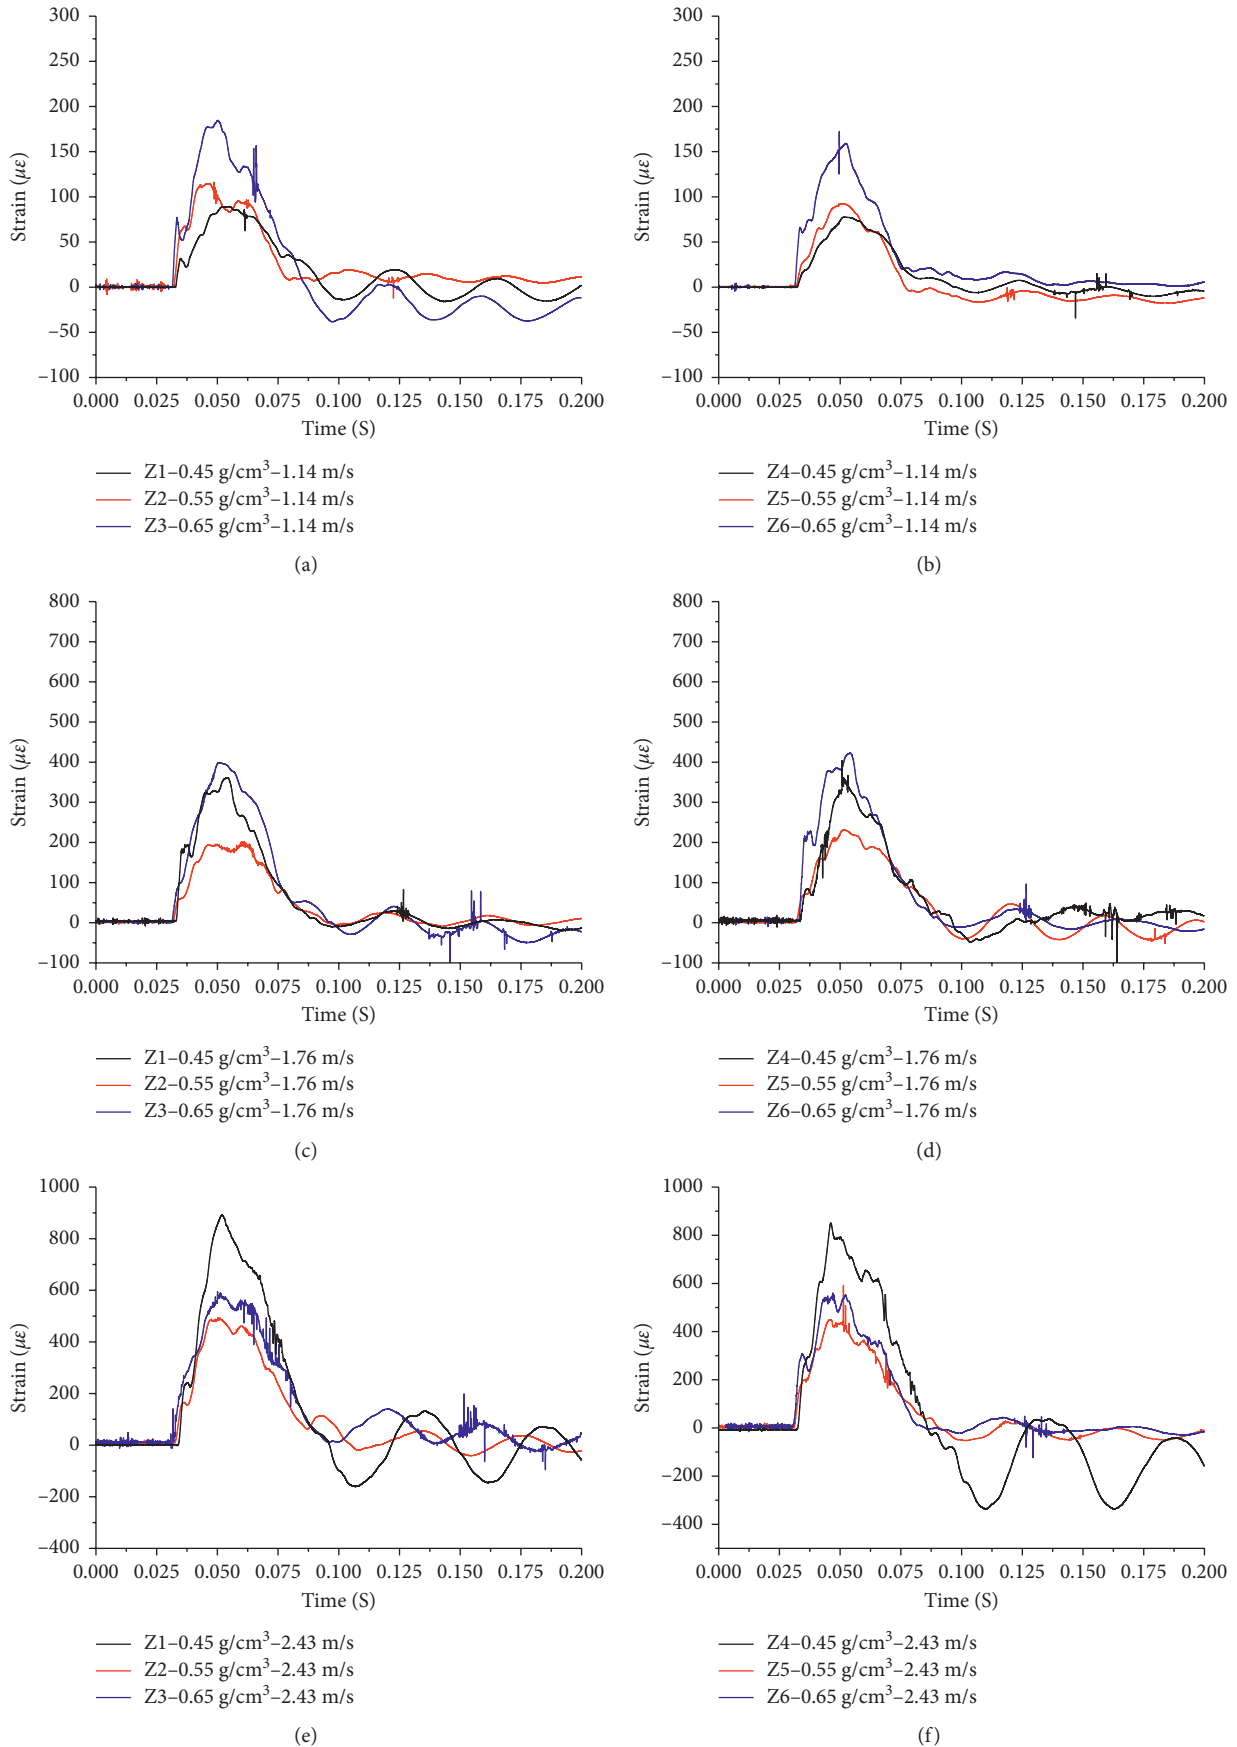 300
250
200
150
100
50
0
−50
−100
Strain (με)
0.000 0.025 0.050 0.075 0.100 0.125 0.150 0.175 0.200
Time (S)
Z1–0.45 g/cm³–1.14 m/s
Z2–0.55 g/cm³–1.14 m/s
Z3–0.65 g/cm³–1.14 m/s
(a)
300
250
200
150
100
50
0
−50
−100
Strain (με)
0.000 0.025 0.050 0.075 0.100 0.125 0.150 0.175 0.200
Time (S)
Z4–0.45 g/cm³–1.14 m/s
Z5–0.55 g/cm³–1.14 m/s
Z6–0.65 g/cm³–1.14 m/s
(b)
800
700
600
500
400
300
200
100
0
−100
Strain (με)
0.000 0.025 0.050 0.075 0.100 0.125 0.150 0.175 0.200
Time (S)
Z1–0.45 g/cm³–1.76 m/s
Z2–0.55 g/cm³–1.76 m/s
Z3–0.65 g/cm³–1.76 m/s
(c)
800
700
600
500
400
300
200
100
0
−100
Strain (με)
0.000 0.025 0.050 0.075 0.100 0.125 0.150 0.175 0.200
Time (S)
Z4–0.45 g/cm³–1.76 m/s
Z5–0.55 g/cm³–1.76 m/s
Z6–0.65 g/cm³–1.76 m/s
(d)
1000
800
600
400
200
0
−200
−400
Strain (με)
0.000 0.025 0.050 0.075 0.100 0.125 0.150 0.175 0.200
Time (S)
Z1–0.45 g/cm³–2.43 m/s
Z2–0.55 g/cm³–2.43 m/s
Z3–0.65 g/cm³–2.43 m/s
(e)
1000
800
600
400
200
0
−200
−400
Strain (με)
0.000 0.025 0.050 0.075 0.100 0.125 0.150 0.175 0.200
Time (S)
Z4–0.45 g/cm³–2.43 m/s
Z5–0.55 g/cm³–2.43 m/s
Z6–0.65 g/cm³–2.43 m/s
(f)